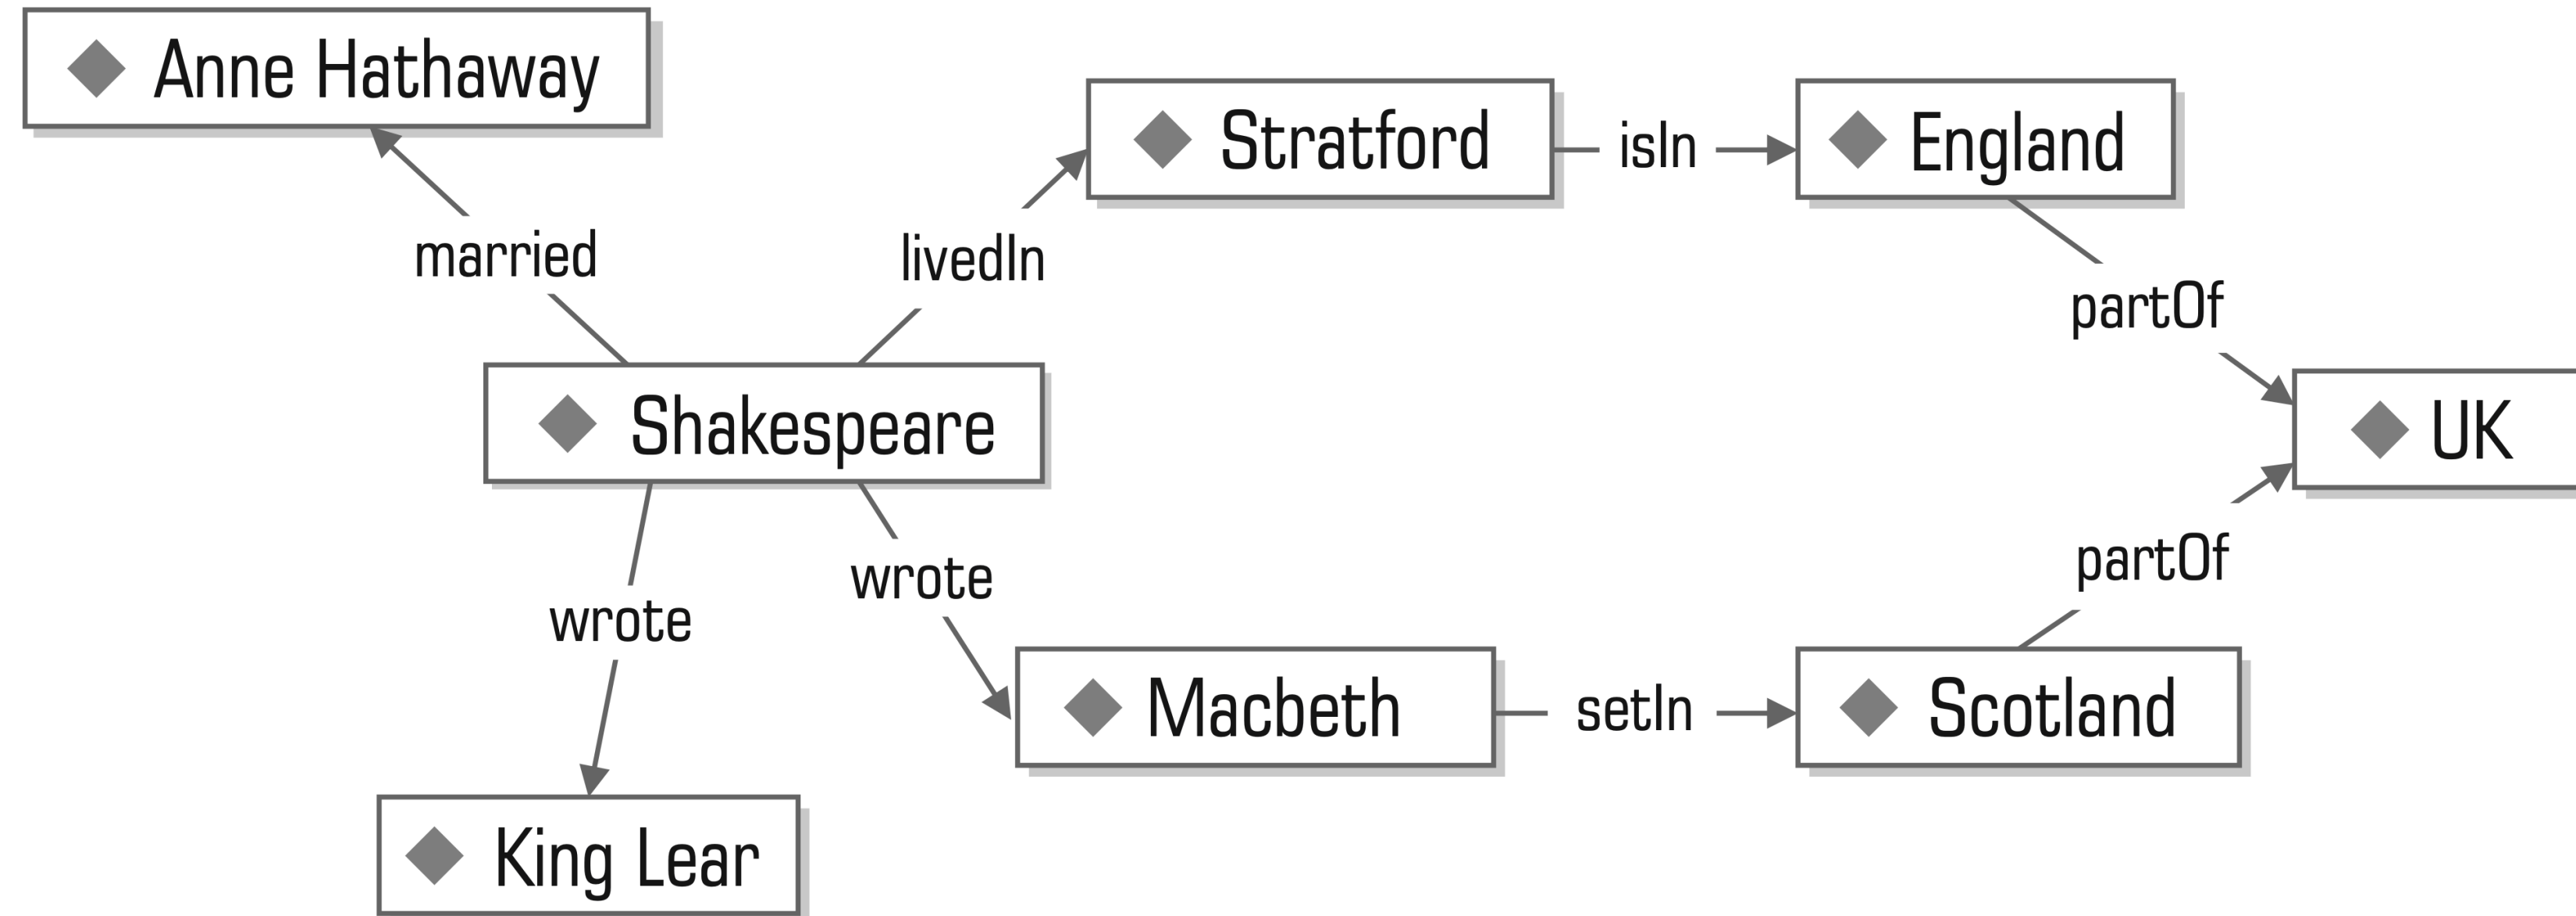 Anne Hathaway
Stratford
isIn
England
married
livedIn
partOf
Shakespeare
UK
wrote
wrote
partOf
Macbeth
setIn
Scotland
King Lear